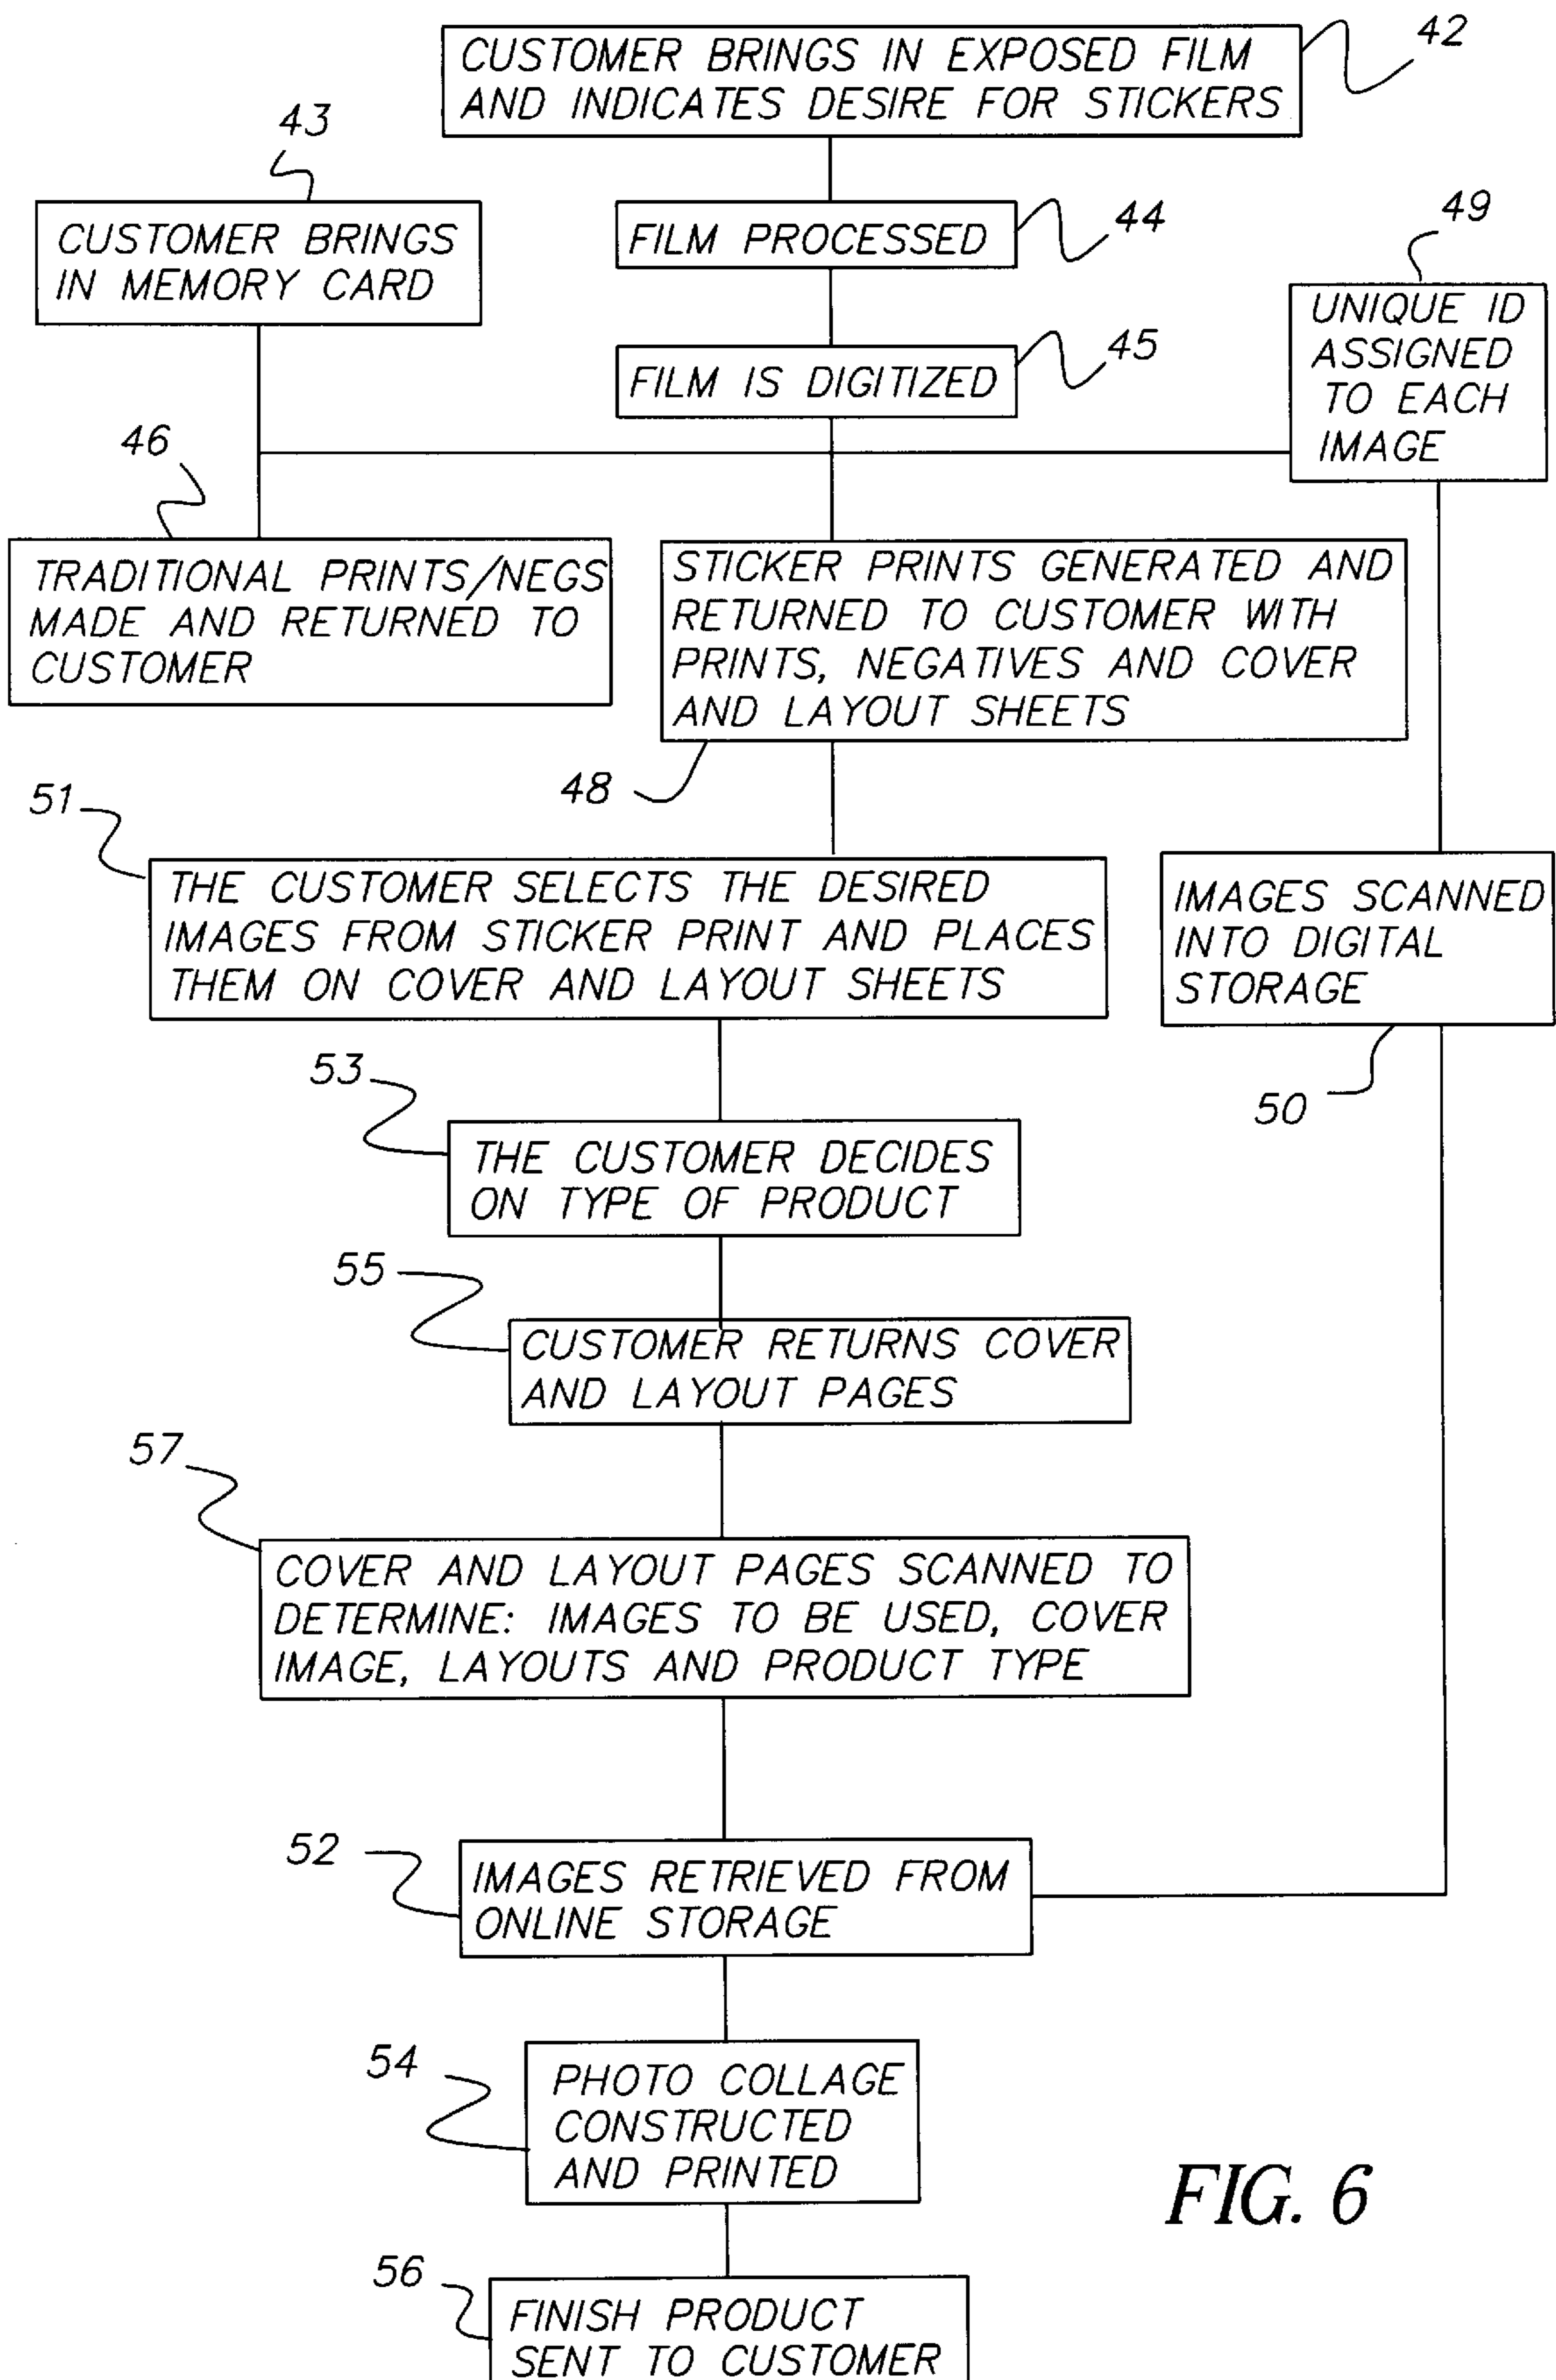 42
CUSTOMER BRINGS IN EXPOSED FILM
AND INDICATES DESIRE FOR STICKERS
43
CUSTOMER BRINGS
IN MEMORY CARD
FILM PROCESSED
44
49
UNIQUE ID
ASSIGNED
TO EACH
IMAGE
FILM IS DIGITIZED
45
46
TRADITIONAL PRINTS/NEGS
MADE AND RETURNED TO
CUSTOMER
STICKER PRINTS GENERATED AND
RETURNED TO CUSTOMER WITH
PRINTS, NEGATIVES AND COVER
AND LAYOUT SHEETS
48
51
THE CUSTOMER SELECTS THE DESIRED
IMAGES FROM STICKER PRINT AND PLACES
THEM ON COVER AND LAYOUT SHEETS
IMAGES SCANNED
INTO DIGITAL
STORAGE
50
53
THE CUSTOMER DECIDES
ON TYPE OF PRODUCT
55
CUSTOMER RETURNS COVER
AND LAYOUT PAGES
57
COVER AND LAYOUT PAGES SCANNED TO
DETERMINE: IMAGES TO BE USED, COVER
IMAGE, LAYOUTS AND PRODUCT TYPE
52
IMAGES RETRIEVED FROM
ONLINE STORAGE
54
PHOTO COLLAGE
CONSTRUCTED
AND PRINTED
56
FINISH PRODUCT
SENT TO CUSTOMER
FIG. 6